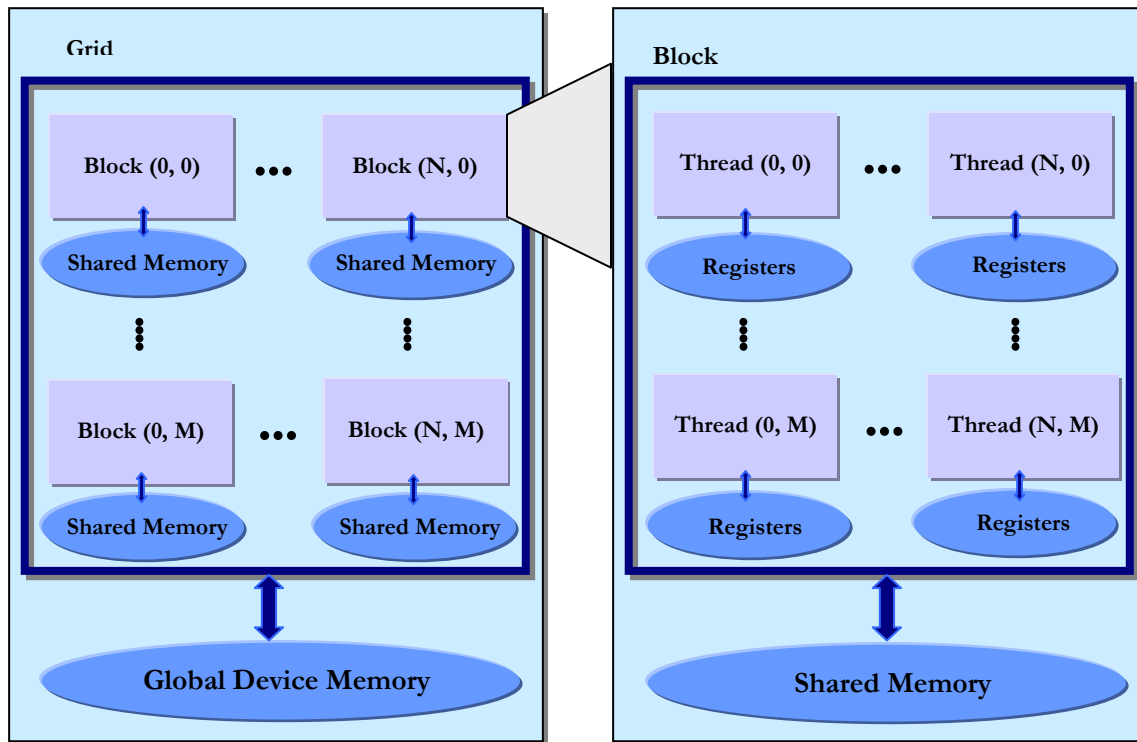 Grid
Block (0, 0)
Block (N, 0)
Shared Memory
Shared Memory
Block (0, M)
Block (N, M)
Shared Memory
Shared Memory
Global Device Memory
Block
Thread (0, 0)
Thread (N, 0)
Registers
Registers
Thread (0, M)
Thread (N, M)
Registers
Registers
Shared Memory